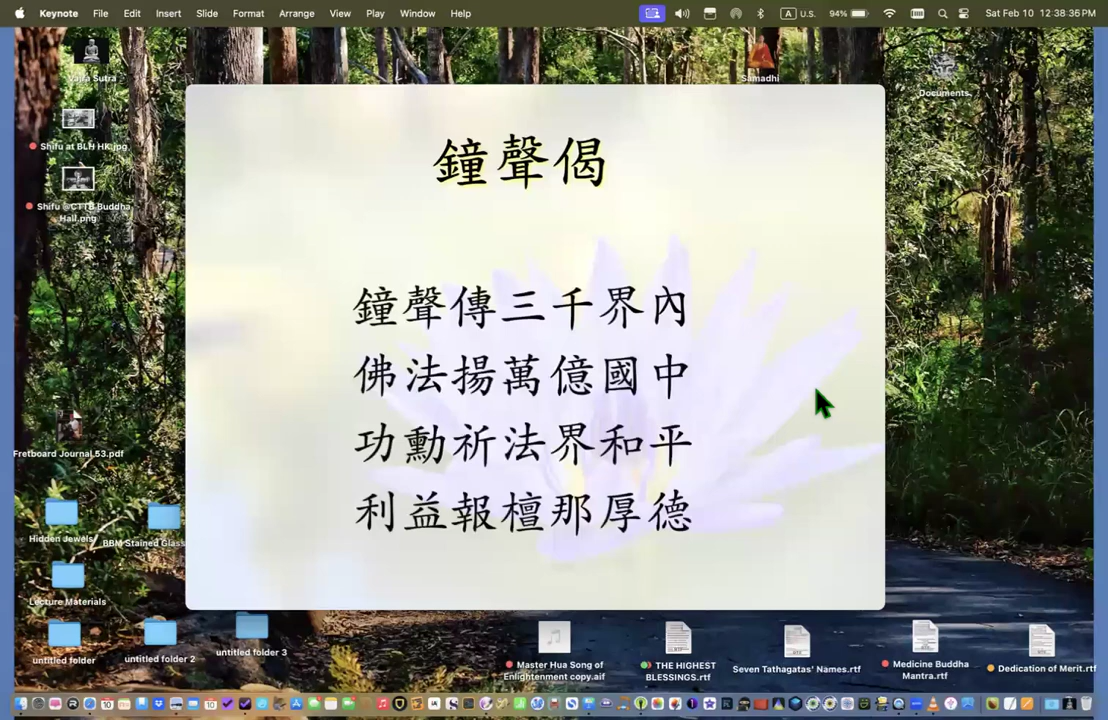 Keynote File Edit Insert Slide Format Arrange View Play Window Help
A U.S. 94% Sat Feb 10 12:38:36 PM
Vajra Sutra
Samadhi
Documents
Shifu at BLH HK.jpg
Shifu @CTTB Buddha
Hall.png
鐘聲偈
鐘聲傳三千界內
佛法揚萬億國中
功勳祈法界和平
利益報檀那厚德
Fretboard Journal 53.pdf
Hidden Jewels
BBM Stained Glass
Lecture Materials
untitled folder
untitled folder 2
untitled folder 3
Master Hua Song of
Enlightenment copy.aif
THE HIGHEST
BLESSINGS.rtf
Seven Tathagatas' Names.rtf
Medicine Buddha
Mantra.rtf
Dedication of Merit.rtf